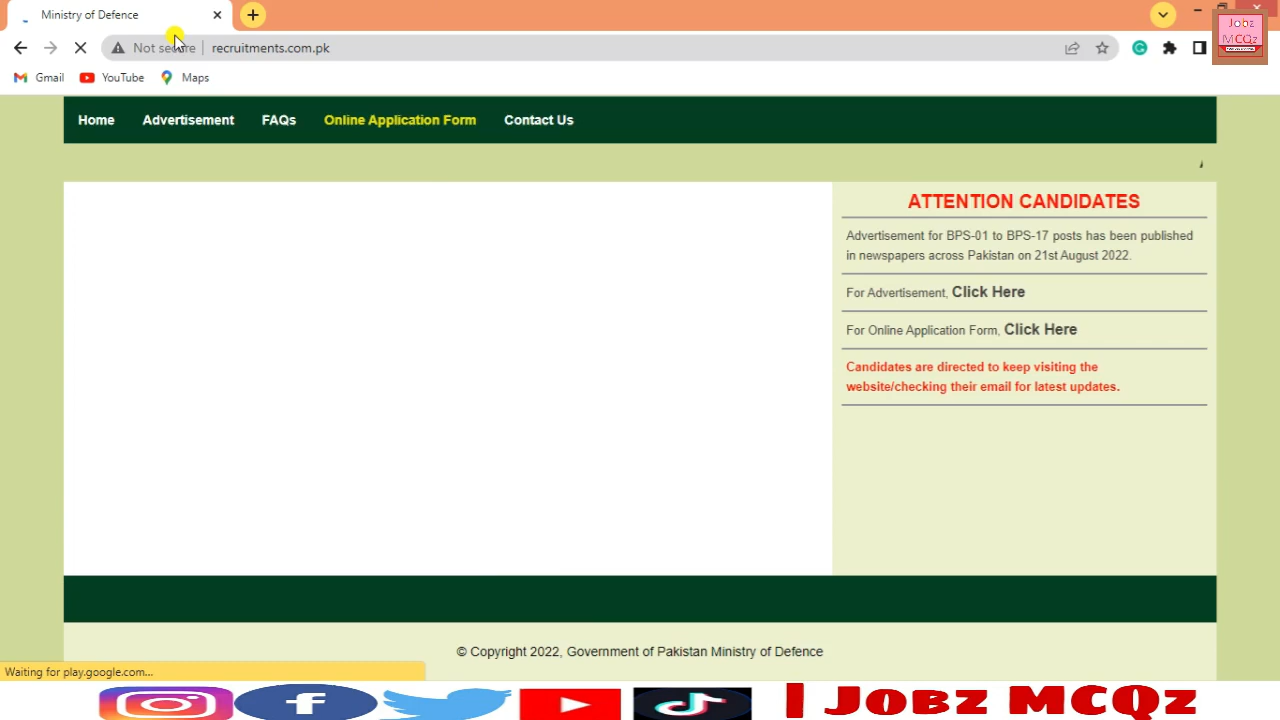 Ministry of Defence
Jobz
MCQz
Not secure
recruitments.com.pk
Gmail YouTube Maps
Home Advertisement FAQs Online Application Form Contact Us
ATTENTION CANDIDATES
Advertisement for BPS-01 to BPS-17 posts has been published
in newspapers across Pakistan on 21st August 2022.
For Advertisement, Click Here
For Online Application Form, Click Here
Candidates are directed to keep visiting the
website/checking their email for latest updates.
© Copyright 2022, Government of Pakistan Ministry of Defence
Waiting for play.google.com...
| Jobz MCQz